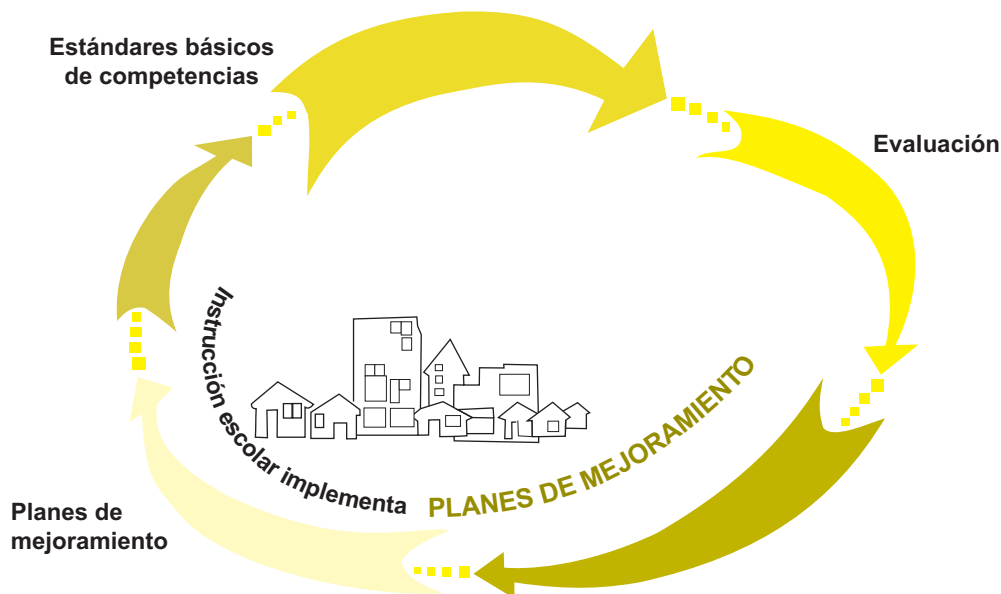 Estándares básicos
de competencias
Evaluación
Instrucción escolar implementa PLANES DE MEJORAMIENTO
Planes de
mejoramiento